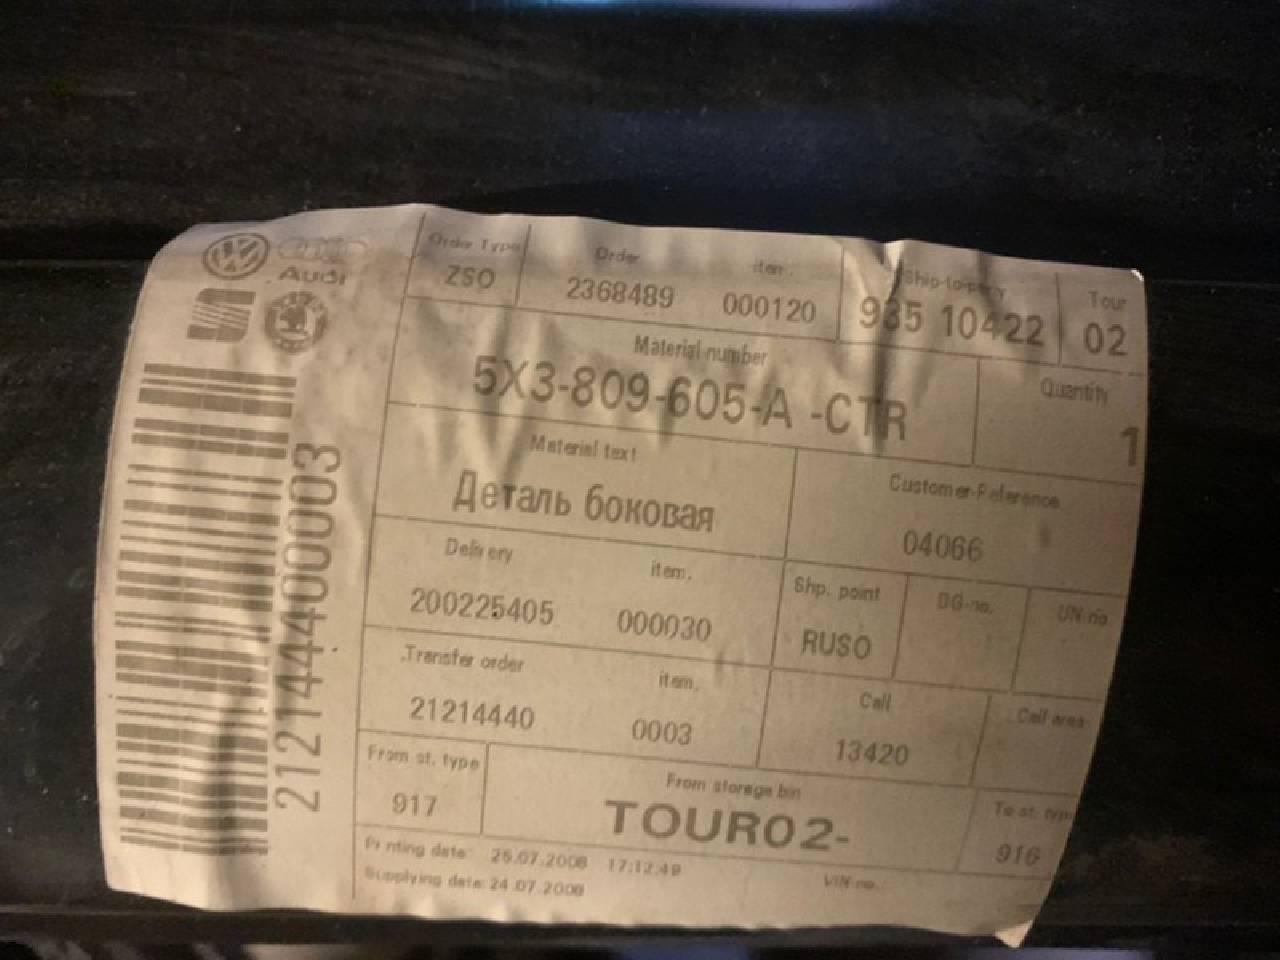 Audi
Order Type
Order
item.
Ship-to-party
Tour
ZSO
2368489
000120
935 10422
02
Material number
Quantity
5X3-809-605-A -CTR
1
Material text
Customer-Reference
Деталь боковая
04066
Delivery
item.
Shp. point
DG-no.
UN-no
200225405
000030
RUSO
Transfer order
item.
Call
Call area
21214440
0003
13420
From st. type
From storage bin
To st. type
917
TOUR02-
916
Printing date: 25.07.2008 17:12:49
VIN-no.
Supplying date: 24.07.2008
212144400003